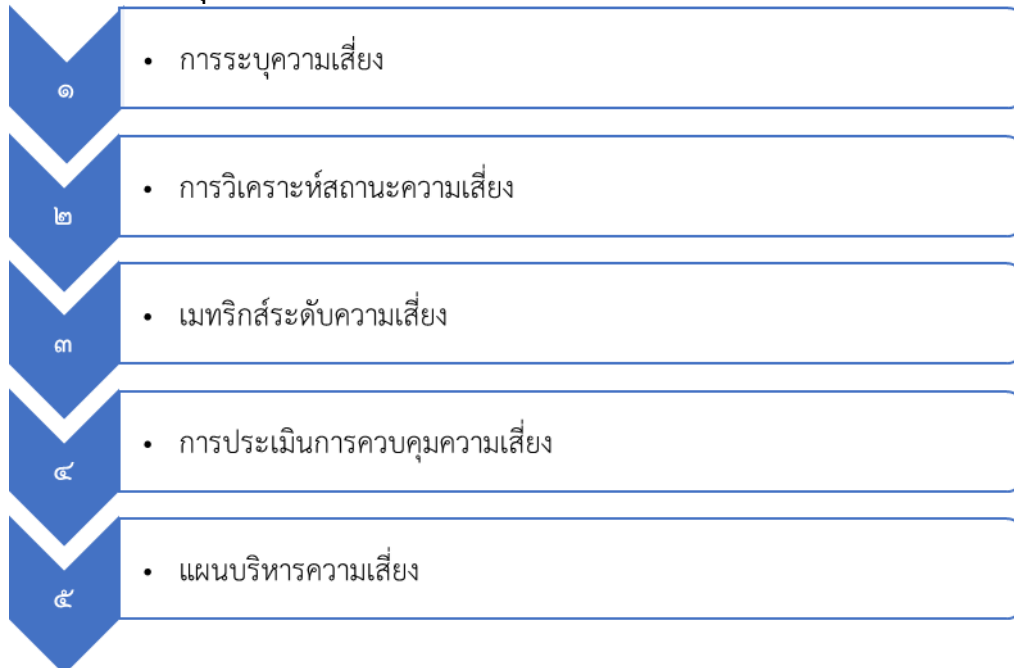 ๑
• การระบุความเสี่ยง
๒
• การวิเคราะห์สถานะความเสี่ยง
๓
• เมทริกส์ระดับความเสี่ยง
๔
• การประเมินการควบคุมความเสี่ยง
๕
• แผนบริหารความเสี่ยง